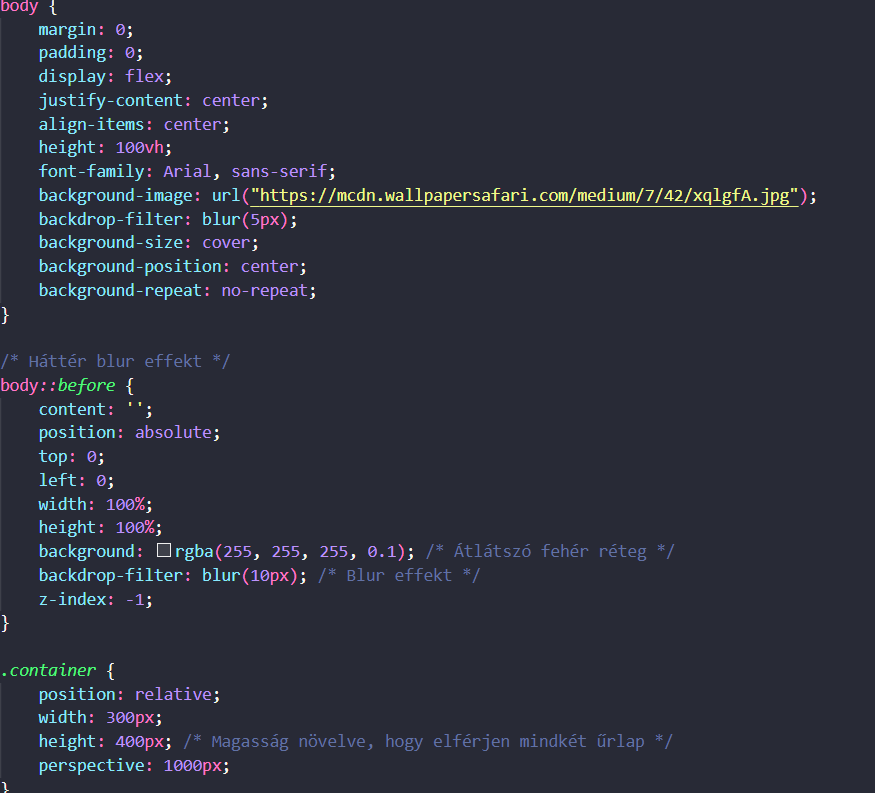 body {
    margin: 0;
    padding: 0;
    display: flex;
    justify-content: center;
    align-items: center;
    height: 100vh;
    font-family: Arial, sans-serif;
    background-image: url("https://mcdn.wallpapersafari.com/medium/7/42/xqlgfA.jpg");
    backdrop-filter: blur(5px);
    background-size: cover;
    background-position: center;
    background-repeat: no-repeat;
}
/* Háttér blur effekt */
body::before {
    content: '';
    position: absolute;
    top: 0;
    left: 0;
    width: 100%;
    height: 100%;
    background: rgba(255, 255, 255, 0.1); /* Átlátszó fehér réteg */
    backdrop-filter: blur(10px); /* Blur effekt */
    z-index: -1;
}
.container {
    position: relative;
    width: 300px;
    height: 400px; /* Magasság növelve, hogy elférjen mindkét űrlap */
    perspective: 1000px;
}